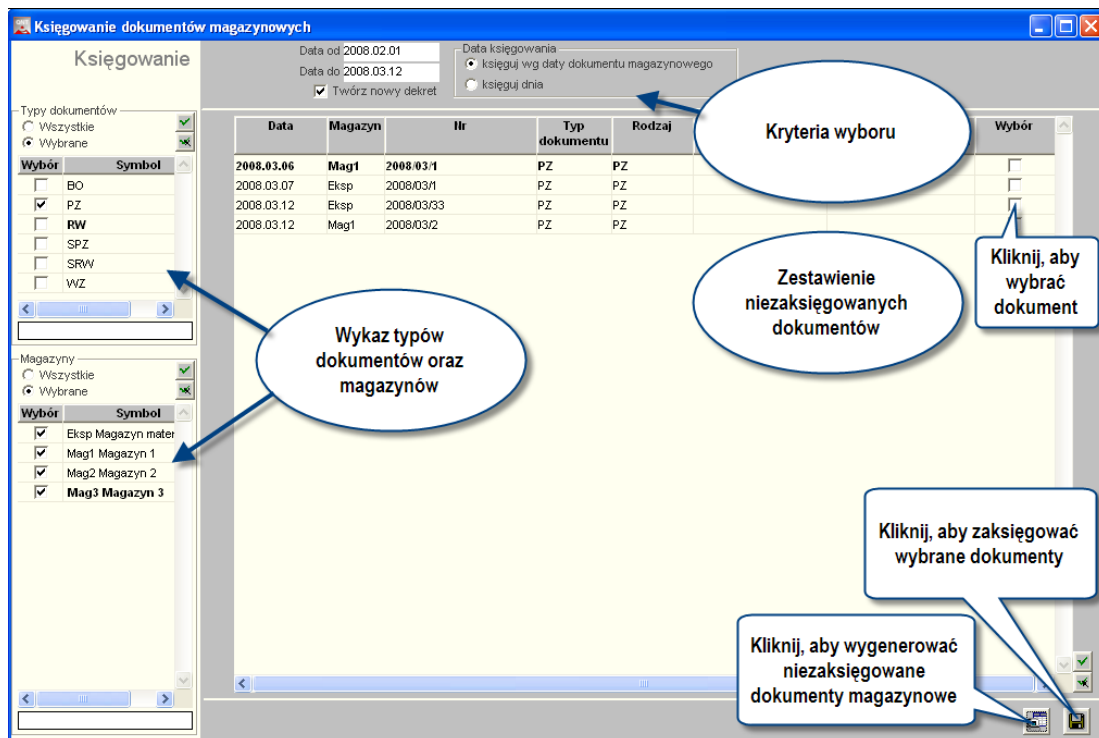 Księgowanie dokumentów magazynowych
Księgowanie
Data od 2008.02.01
Data do 2008.03.12
Twórz nowy dekret
Data księgowania
księguj wg daty dokumentu magazynowego
księguj dnia
Kryteria wyboru
Typy dokumentów
Wszystkie
Wybrane
Wybór Symbol
BO
PZ
RW
SPZ
SRW
WZ
Magazyny
Wszystkie
Wybrane
Wybór Symbol
Eksp Magazyn mater
Mag1 Magazyn 1
Mag2 Magazyn 2
Mag3 Magazyn 3
Data Magazyn Nr Typ dokumentu Rodzaj Wybór
2008.03.06 Mag1 2008/03/1 PZ PZ
2008.03.07 Eksp 2008/03/1 PZ PZ
2008.03.12 Eksp 2008/03/33 PZ PZ
2008.03.12 Mag1 2008/03/2 PZ PZ
Kliknij, aby
wybrać
dokument
Zestawienie
niezaksięgowanych
dokumentów
Wykaz typów
dokumentów oraz
magazynów
Kliknij, aby zaksięgować
wybrane dokumenty
Kliknij, aby wygenerować
niezaksięgowane
dokumenty magazynowe